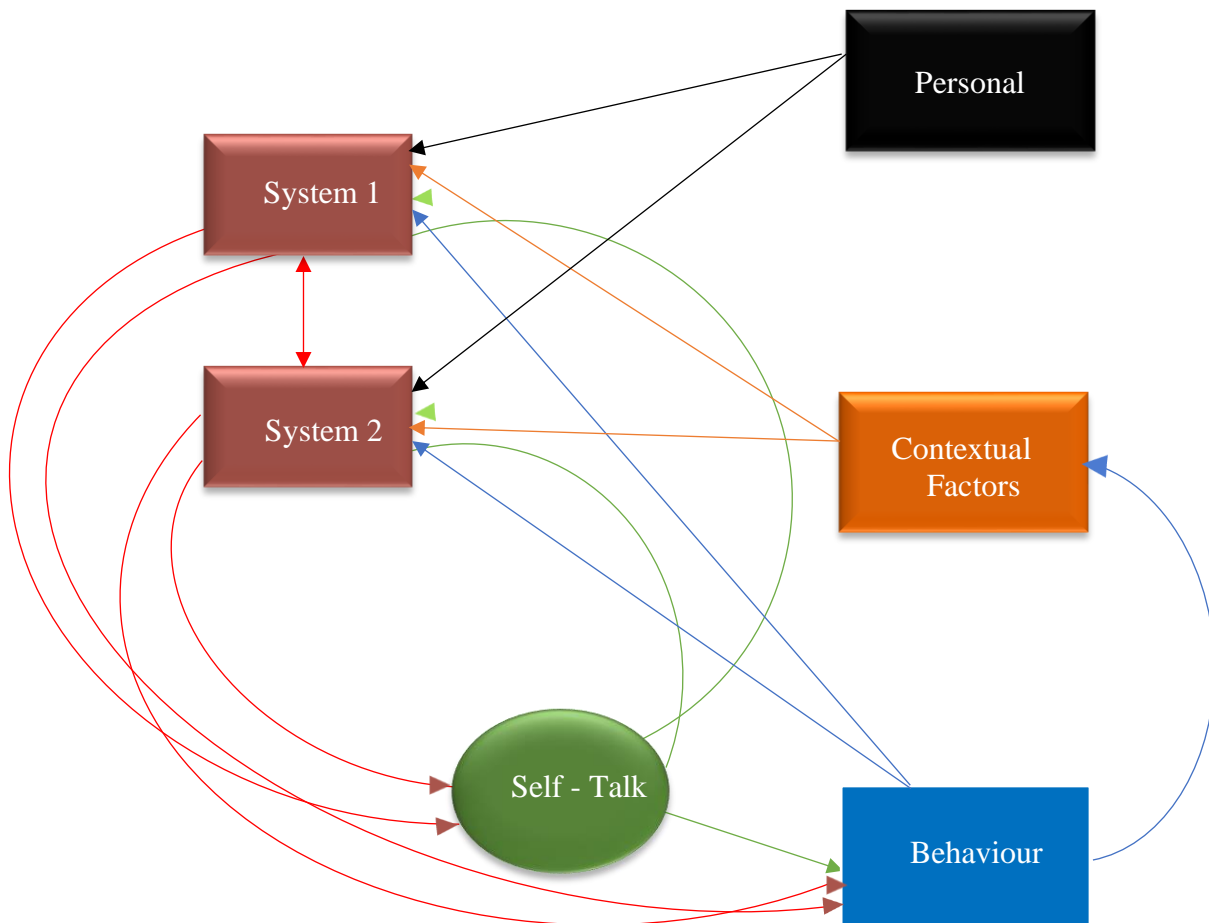 Personal
System 1
System 2
Contextual
Factors
Self - Talk
Behaviour